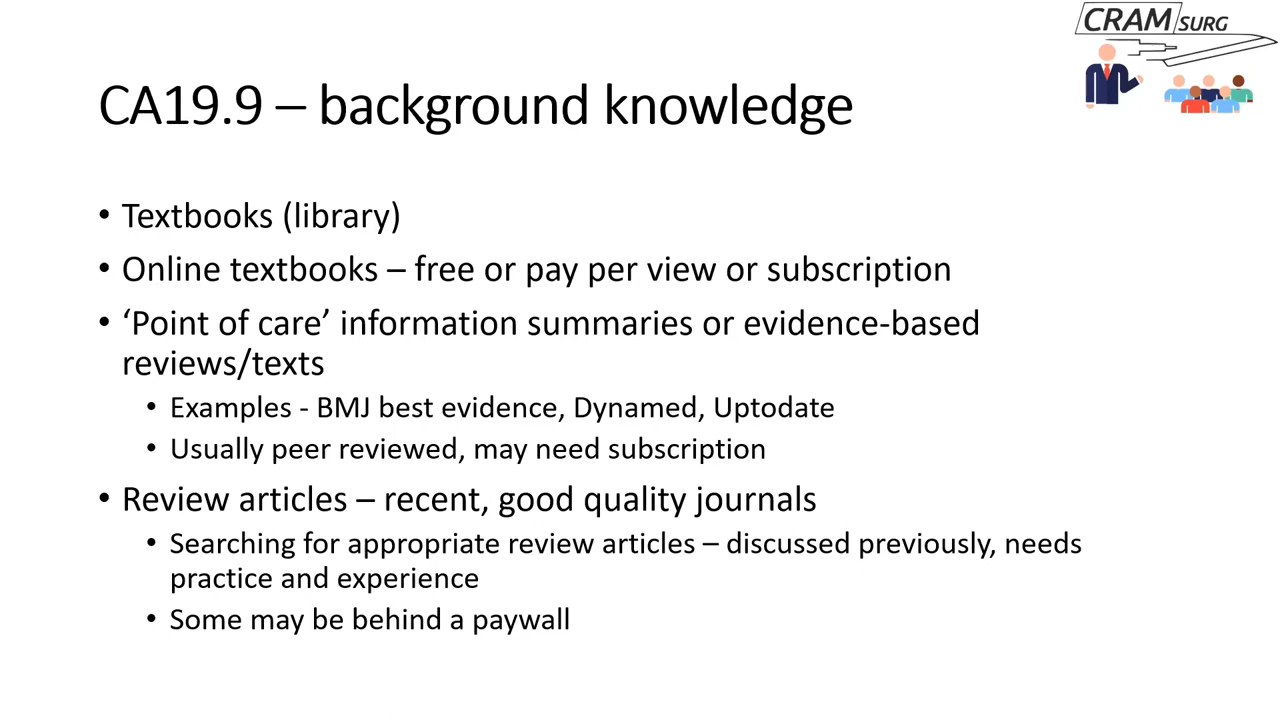 CRAM SURG
CA19.9 – background knowledge
• Textbooks (library)
• Online textbooks – free or pay per view or subscription
• ‘Point of care’ information summaries or evidence-based
reviews/texts
• Examples - BMJ best evidence, Dynamed, Uptodate
• Usually peer reviewed, may need subscription
• Review articles – recent, good quality journals
• Searching for appropriate review articles – discussed previously, needs
practice and experience
• Some may be behind a paywall